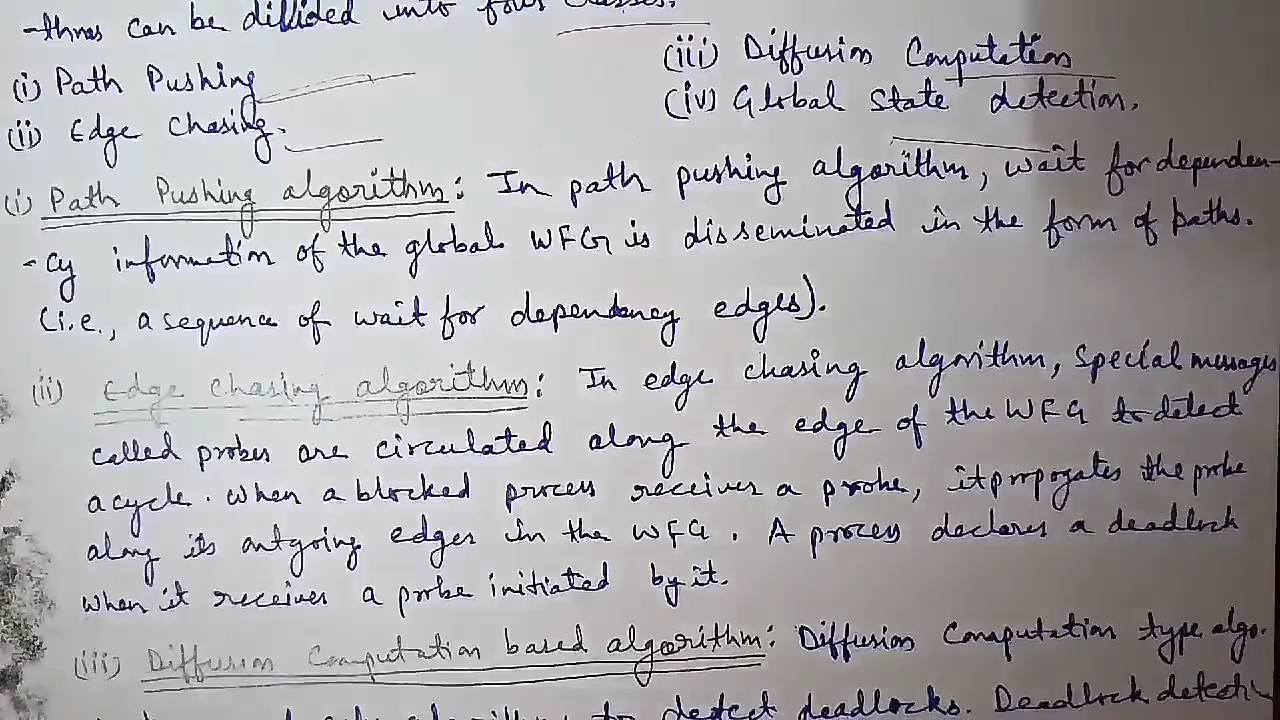 -thms can be divided into four classes.
(i) Path Pushing
(ii) Edge Chasing.
(iii) Diffusion Computation
(iv) Global State detection.
(i) Path Pushing algorithm: In path pushing algorithm, wait for dependen-
-cy information of the global WFG is disseminated in the form of paths.
(i.e., a sequence of wait for dependency edges).
(ii) Edge Chasing algorithm: In edge chasing algorithm, special messages
called probes are circulated along the edge of the WFG to detect
a cycle. When a blocked process receives a probe, it propogates the probe
along its outgoing edges in the WFG. A process declares a deadlock
when it receives a probe initiated by it.
(iii) Diffusion Computation based algorithm: Diffusion Computation type algo.
to detect deadlocks. Deadlock detecti